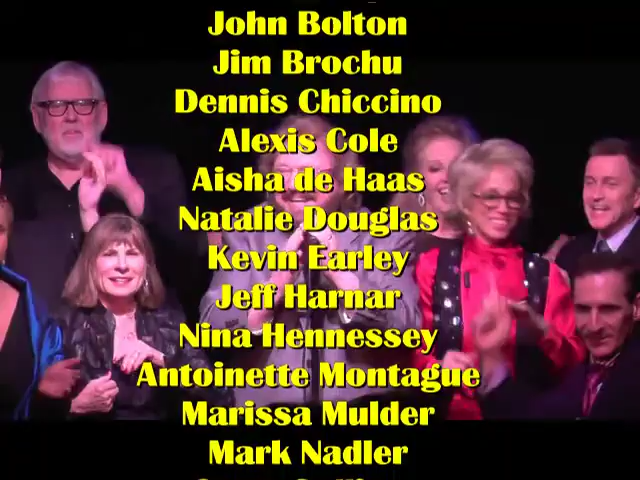 John Bolton
Jim Brochu
Dennis Chiccino
Alexis Cole
Aisha de Haas
Natalie Douglas
Kevin Earley
Jeff Harnar
Nina Hennessey
Antoinette Montague
Marissa Mulder
Mark Nadler